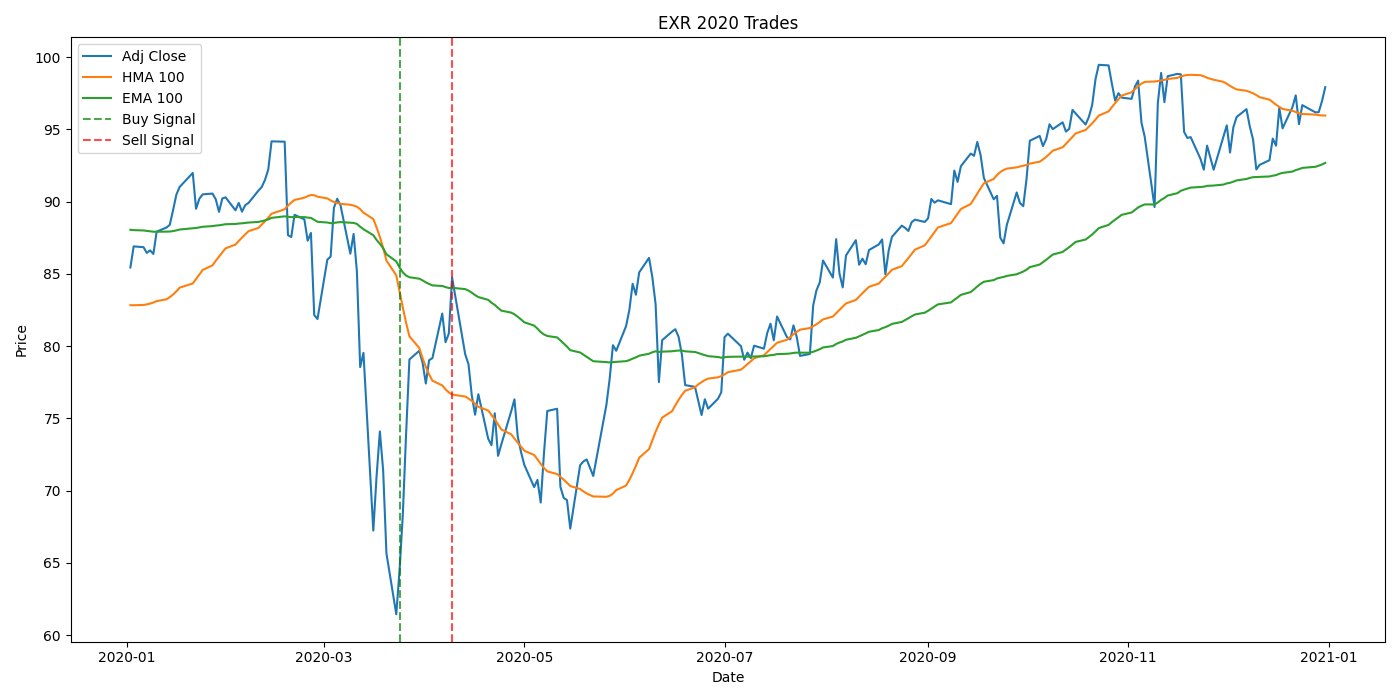 EXR 2020 Trades
Adj Close
HMA 100
EMA 100
Buy Signal
Sell Signal
Price
100
95
90
85
80
75
70
65
60
2020-01
2020-03
2020-05
2020-07
2020-09
2020-11
2021-01
Date